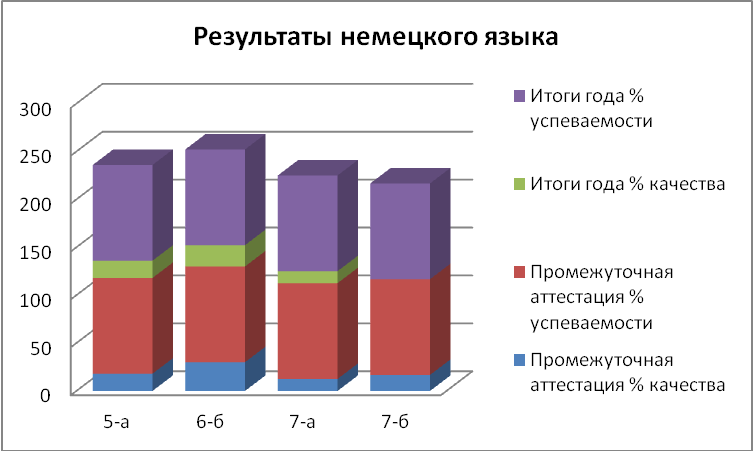 Результаты немецкого языка
300
250
200
150
100
50
0
5-а 6-б 7-а 7-б
Итоги года %
успеваемости
Итоги года % качества
Промежуточная
аттестация %
успеваемости
Промежуточная
аттестация % качества